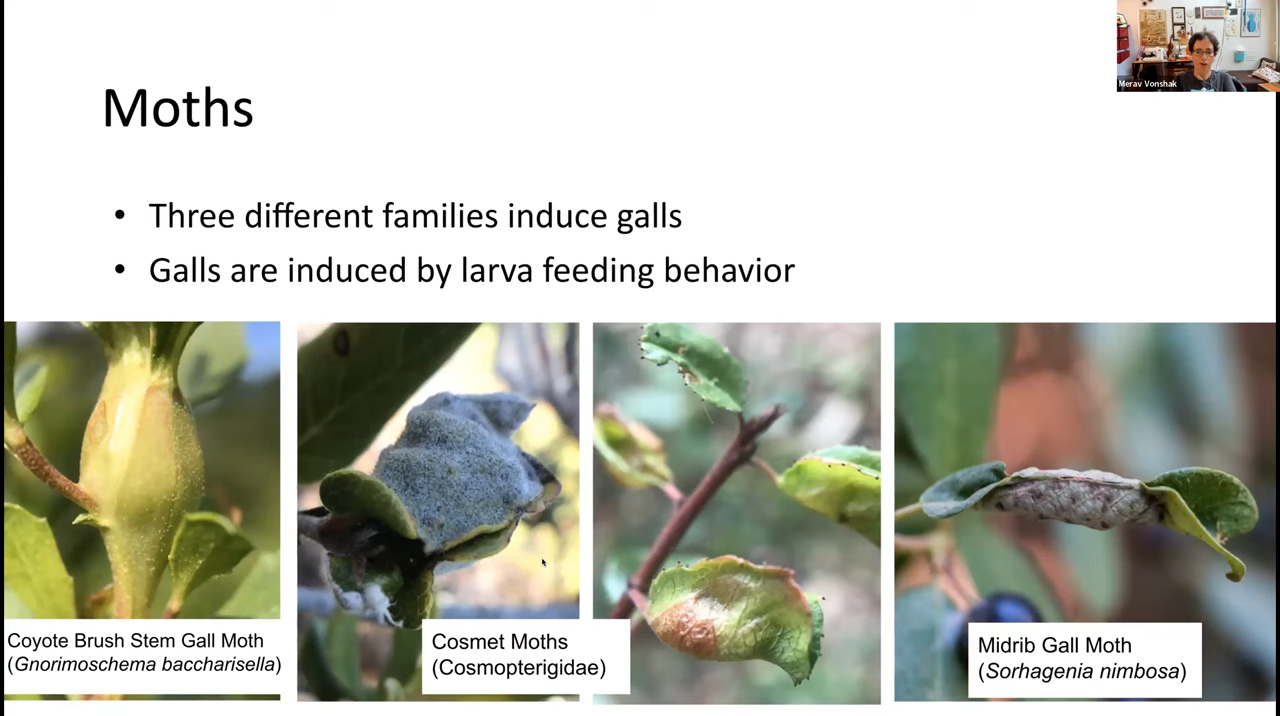 Merav Vonshak
Moths
• Three different families induce galls
• Galls are induced by larva feeding behavior
Coyote Brush Stem Gall Moth
(Gnorimoschema baccharisella)
Cosmet Moths
(Cosmopterigidae)
Midrib Gall Moth
(Sorhagenia nimbosa)